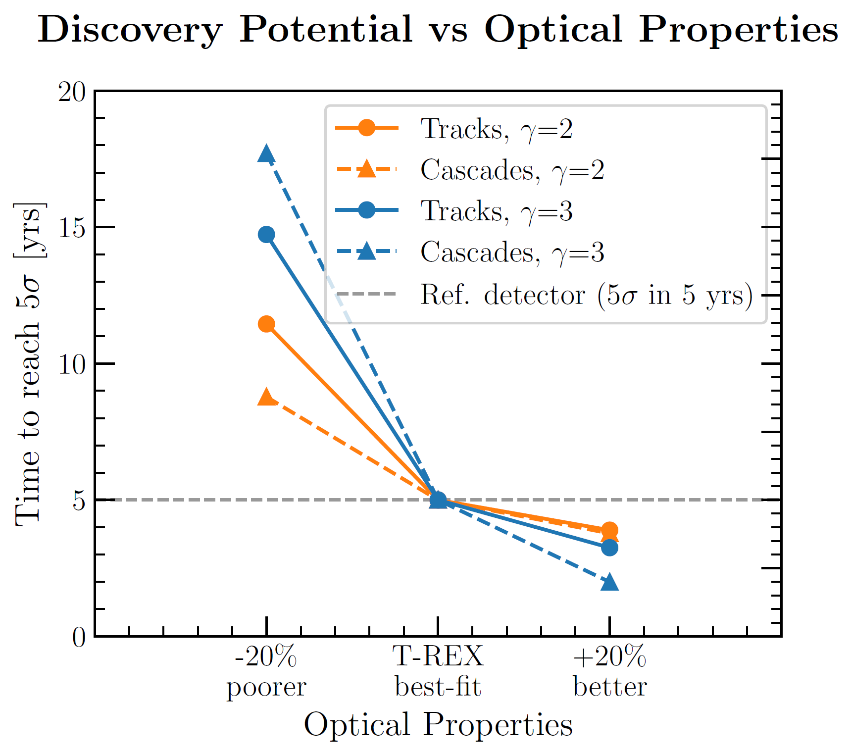 Discovery Potential vs Optical Properties
20
15
10
5
0
Time to reach 5σ [yrs]
Tracks, γ=2
Cascades, γ=2
Tracks, γ=3
Cascades, γ=3
Ref. detector (5σ in 5 yrs)
-20%
poorer
T-REX
best-fit
+20%
better
Optical Properties